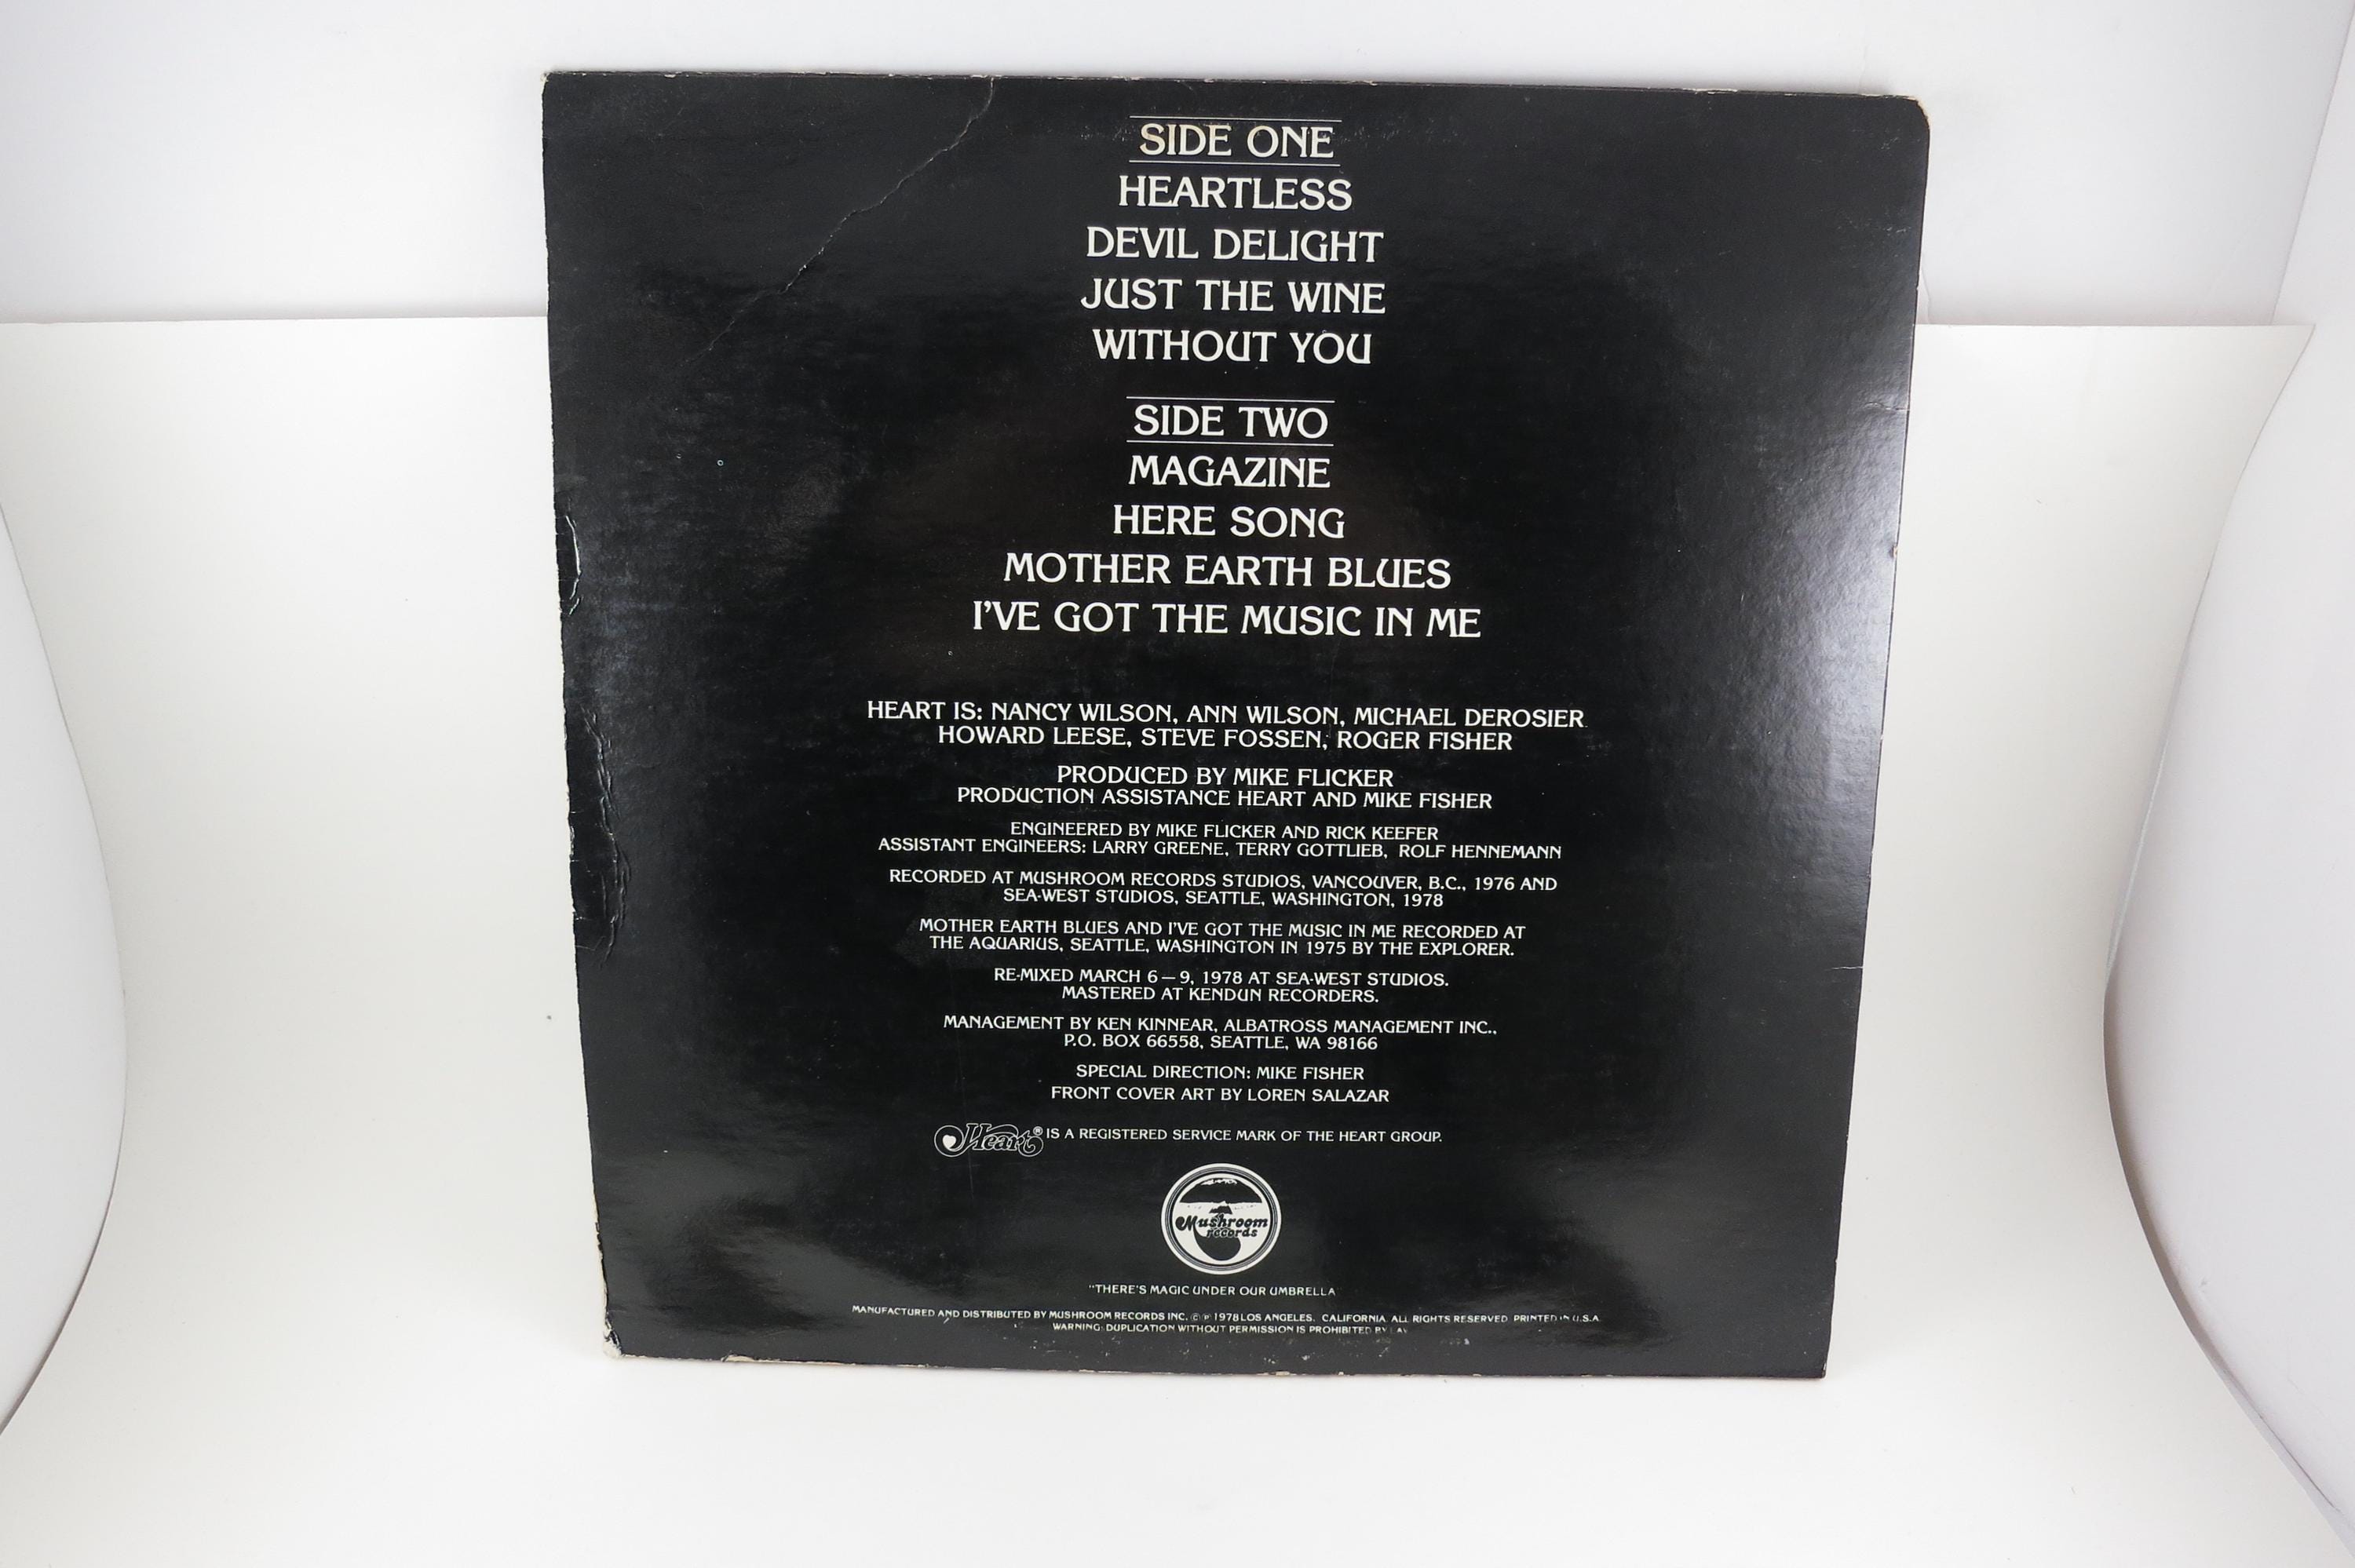 SIDE ONE
HEARTLESS
DEVIL DELIGHT
JUST THE WINE
WITHOUT YOU
SIDE TWO
MAGAZINE
HERE SONG
MOTHER EARTH BLUES
I'VE GOT THE MUSIC IN ME
HEART IS: NANCY WILSON, ANN WILSON, MICHAEL DEROSIER
HOWARD LEESE, STEVE FOSSEN, ROGER FISHER
PRODUCED BY MIKE FLICKER
PRODUCTION ASSISTANCE HEART AND MIKE FISHER
ENGINEERED BY MIKE FLICKER AND RICK KEEFER
ASSISTANT ENGINEERS: LARRY GREENE, TERRY GOTTLIEB, ROLF HENNEMANN
RECORDED AT MUSHROOM RECORDS STUDIOS, VANCOUVER, B.C., 1976 AND
SEA-WEST STUDIOS, SEATTLE, WASHINGTON, 1978
MOTHER EARTH BLUES AND I'VE GOT THE MUSIC IN ME RECORDED AT
THE AQUARIUS, SEATTLE, WASHINGTON IN 1975 BY THE EXPLORER.
RE-MIXED MARCH 6–9, 1978 AT SEA-WEST STUDIOS.
MASTERED AT KENDUN RECORDERS.
MANAGEMENT BY KEN KINNEAR, ALBATROSS MANAGEMENT INC.,
P.O. BOX 66558, SEATTLE, WA 98166
SPECIAL DIRECTION: MIKE FISHER
FRONT COVER ART BY LOREN SALAZAR
Heart® IS A REGISTERED SERVICE MARK OF THE HEART GROUP.
Mushroom
records
"THERE'S MAGIC UNDER OUR UMBRELLA
MANUFACTURED AND DISTRIBUTED BY MUSHROOM RECORDS INC. ©℗ 1978 LOS ANGELES, CALIFORNIA. ALL RIGHTS RESERVED. PRINTED IN U.S.A.
WARNING: DUPLICATION WITHOUT PERMISSION IS PROHIBITED BY LAW